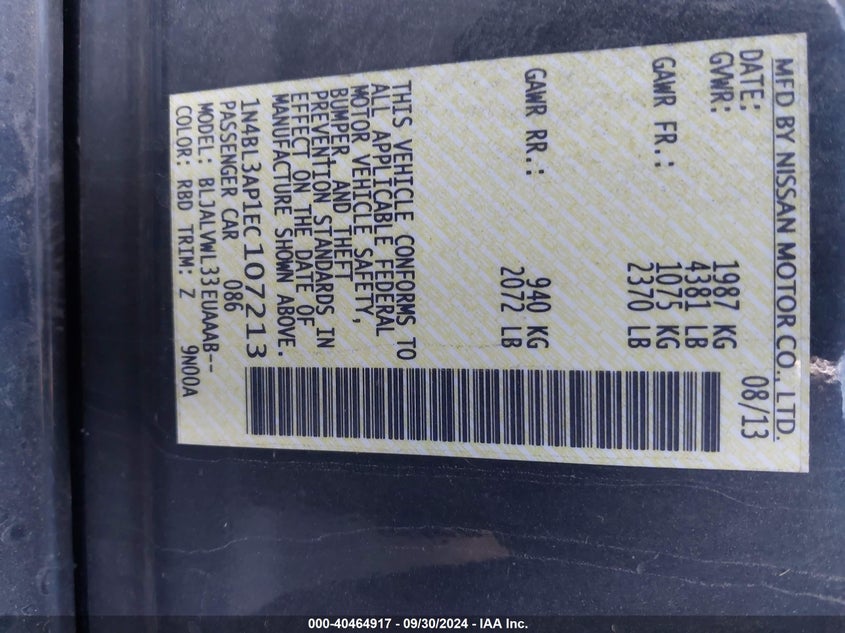 MFD BY NISSAN MOTOR CO., LTD.
DATE: 08/13
GVWR: 1987 KG
4381 LB
GAWR FR.: 1075 KG
2370 LB
GAWR RR.: 940 KG
2072 LB
THIS VEHICLE CONFORMS TO
ALL APPLICABLE FEDERAL
MOTOR VEHICLE SAFETY,
BUMPER, AND THEFT
PREVENTION STANDARDS IN
EFFECT ON THE DATE OF
MANUFACTURE SHOWN ABOVE.
1N4BL3AP1EC107213
PASSENGER CAR 086
MODEL: BLJALVWL33EUAAAB--
COLOR: RBD TRIM: Z 9N00A
000-40464917 - 09/30/2024 - IAA Inc.